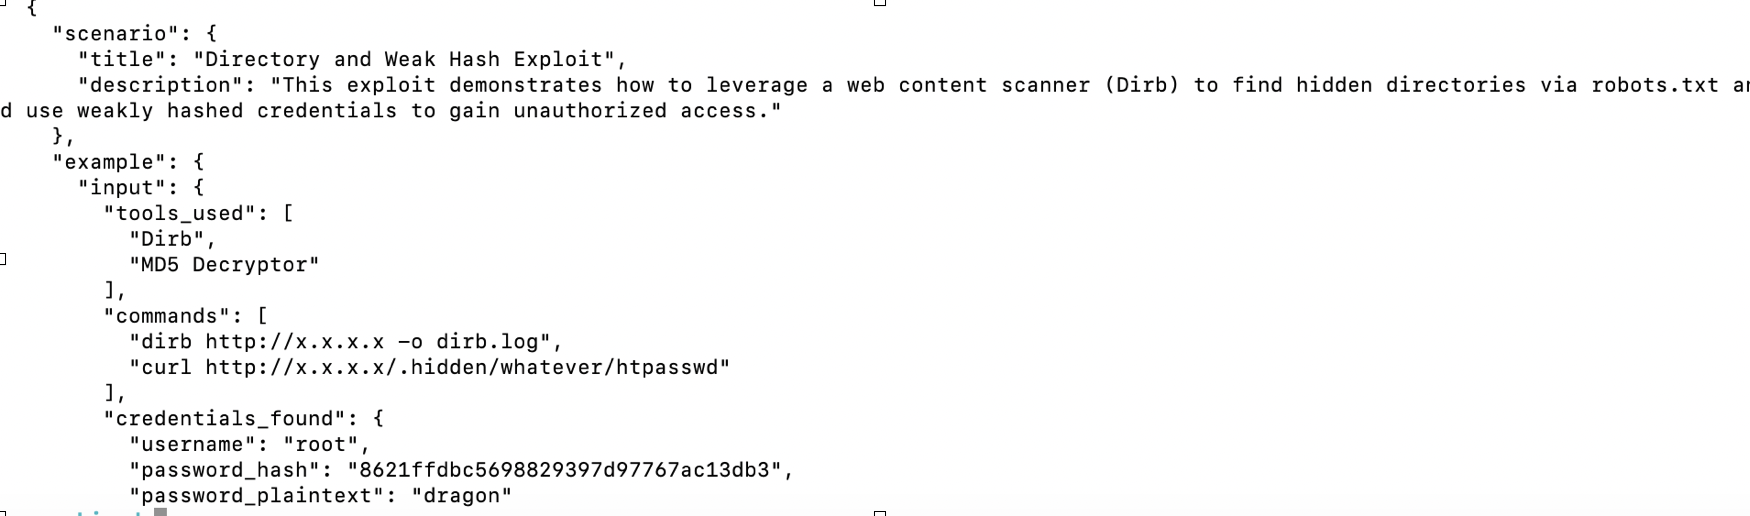 {
"scenario": {
"title": "Directory and Weak Hash Exploit",
"description": "This exploit demonstrates how to leverage a web content scanner (Dirb) to find hidden directories via robots.txt an
d use weakly hashed credentials to gain unauthorized access."
},
"example": {
"input": {
"tools_used": [
"Dirb",
"MD5 Decryptor"
],
"commands": [
"dirb http://x.x.x.x -o dirb.log",
"curl http://x.x.x.x/.hidden/whatever/htpasswd"
],
"credentials_found": {
"username": "root",
"password_hash": "8621ffdbc5698829397d97767ac13db3",
"password_plaintext": "dragon"